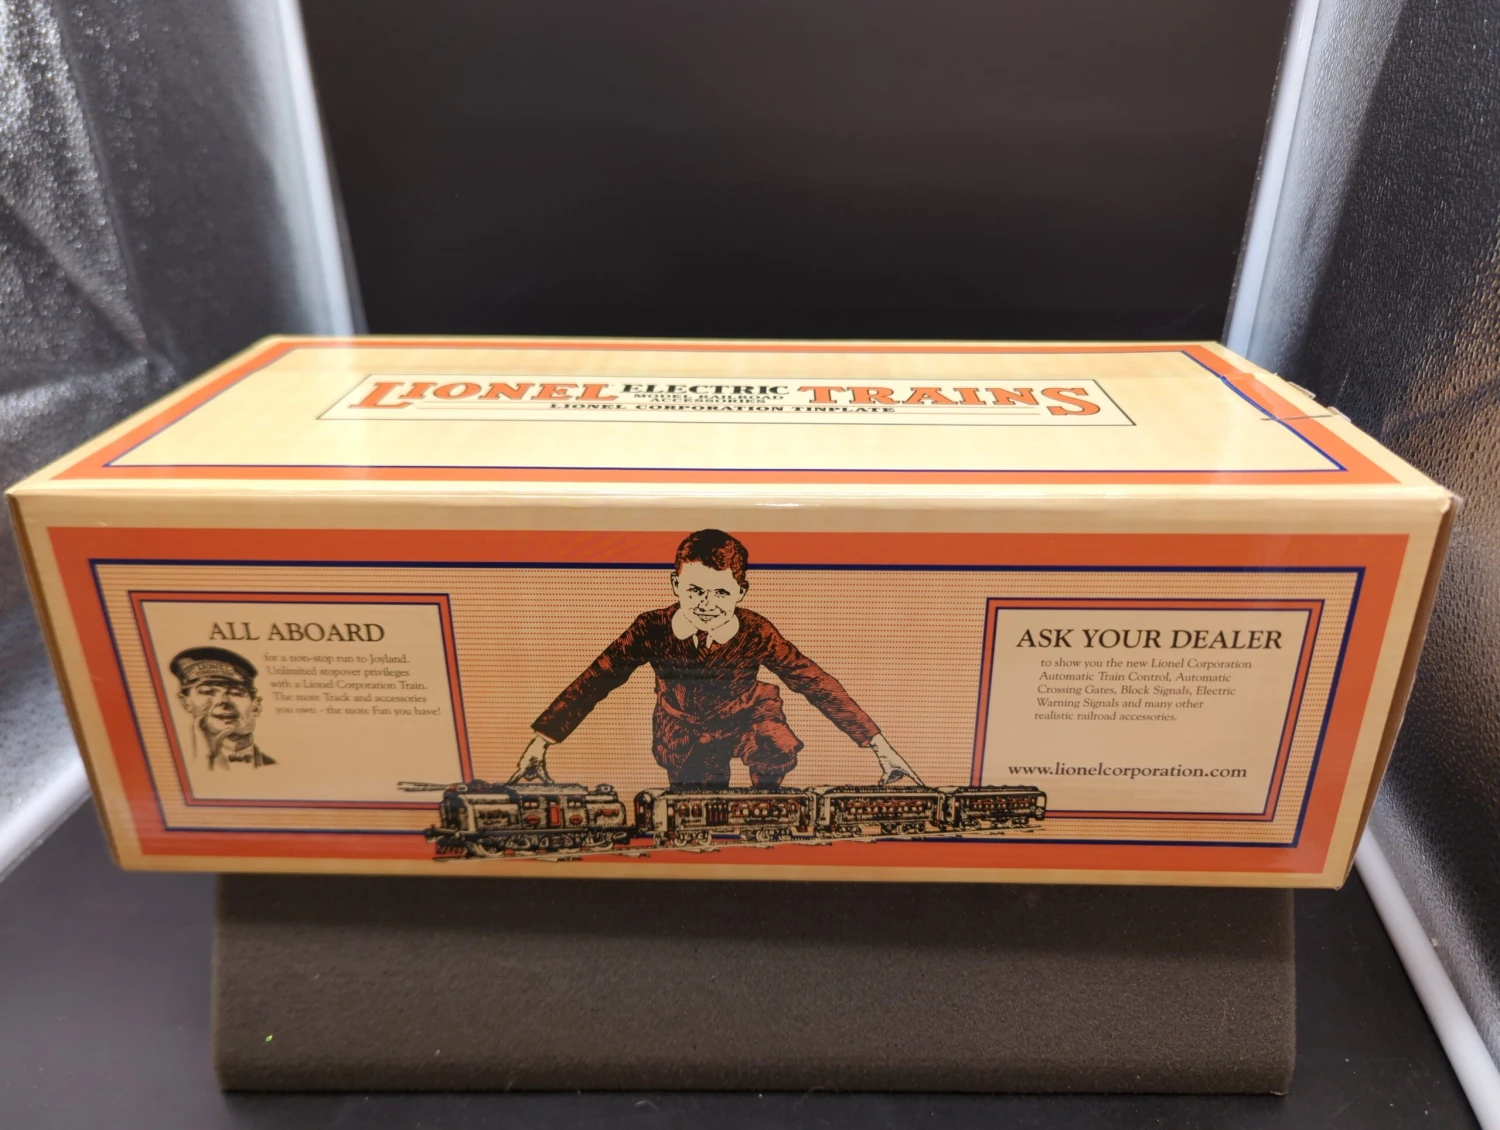 LIONEL ELECTRIC TRAINS
MODEL RAILROAD
ACCESSORIES
LIONEL CORPORATION TINPLATE
ALL ABOARD
for a non-stop run to Joyland.
Unlimited stopover privileges
with a Lionel Corporation Train.
The more Track and accessories
you own - the more Fun you have!
LIONEL
ASK YOUR DEALER
to show you the new Lionel Corporation
Automatic Train Control, Automatic
Crossing Gates, Block Signals, Electric
Warning Signals and many other
realistic railroad accessories.
www.lionelcorporation.com